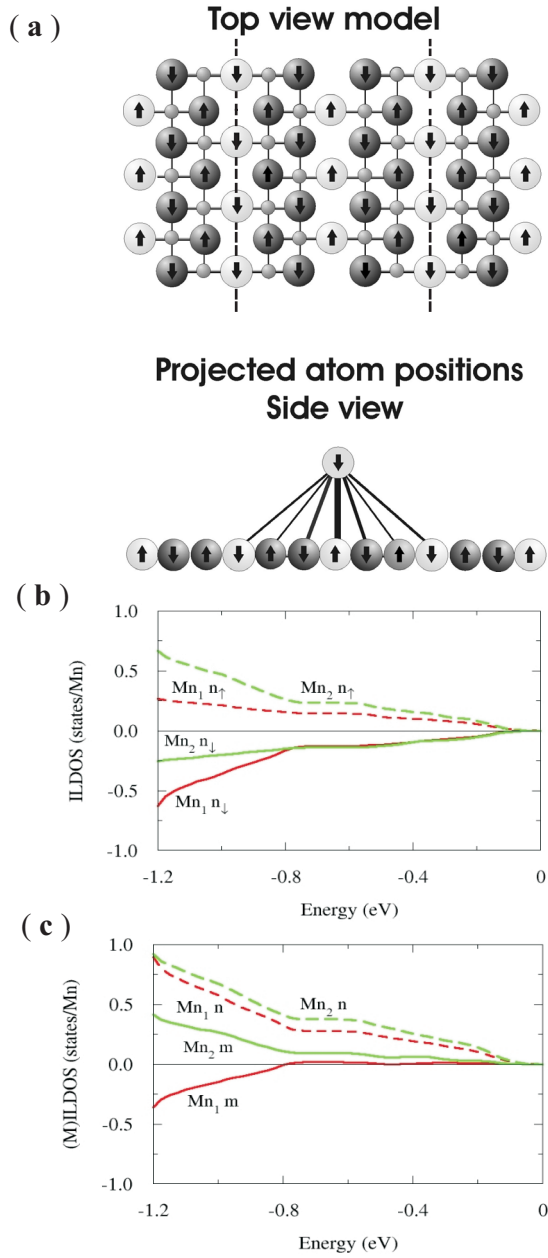 ( a )
Top view model
Projected atom positions
Side view
( b )
1.0
0.5
0.0
-0.5
-1.0
ILDOS (states/Mn)
Mn₁ n↑
Mn₂ n↑
Mn₂ n↓
Mn₁ n↓
-1.2 -0.8 -0.4 0
Energy (eV)
( c )
1.0
0.5
0.0
-0.5
-1.0
(M)ILDOS (states/Mn)
Mn₁ n
Mn₂ n
Mn₂ m
Mn₁ m
-1.2 -0.8 -0.4 0
Energy (eV)